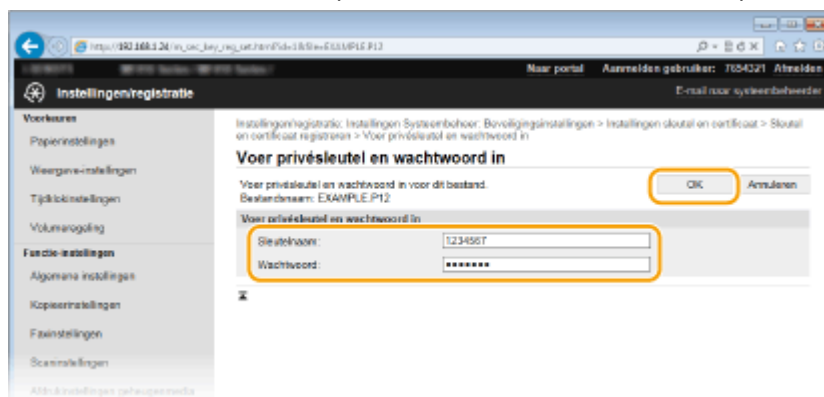 http://192.168.1.24/m_sec_key_reg_set.html?id=1&file=EXAMPLE.P12
Naar portal Aanmelden gebruiker: 7654321 Afmelden
Instellingen/registratie
E-mail naar systeembeheerder
Voorkeuren
Papierinstellingen
Weergave-instellingen
Tijdklokinstellingen
Volumeregeling
Functie-instellingen
Algemene instellingen
Kopieerinstellingen
Faxinstellingen
Scaninstellingen
Afdrukinstellingen geheugenmedia
Instellingen/registratie: Instellingen Systeembeheer: Beveiligingsinstellingen > Instellingen sleutel en certificaat > Sleutel
en certificaat registreren > Voer privésleutel en wachtwoord in
Voer privésleutel en wachtwoord in
Voer privésleutel en wachtwoord in voor dit bestand.
Bestandsnaam: EXAMPLE.P12
OK Annuleren
Voer privésleutel en wachtwoord in
Sleutelnaam: 1234567
Wachtwoord: •••••••